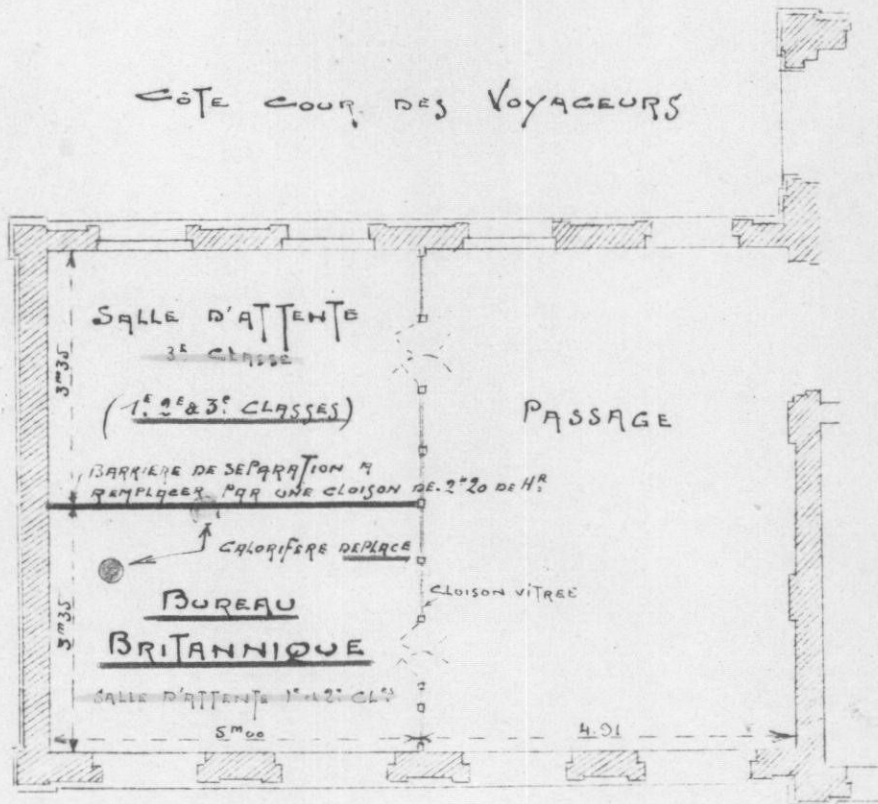 CÔTE COUR DES VOYAGEURS
SALLE D'ATTENTE
3E CLASSE
(1E 2E & 3E CLASSES)
3m35
PASSAGE
BARRIERE DE SEPARATION A
REMPLACER PAR UNE CLOISON DE 2m20 DE HR
CALORIFERE DEPLACE
CLOISON VITREE
3m35
BUREAU
BRITANNIQUE
SALLE D'ATTENTE 1E & 2E CLES
5m00
4.91